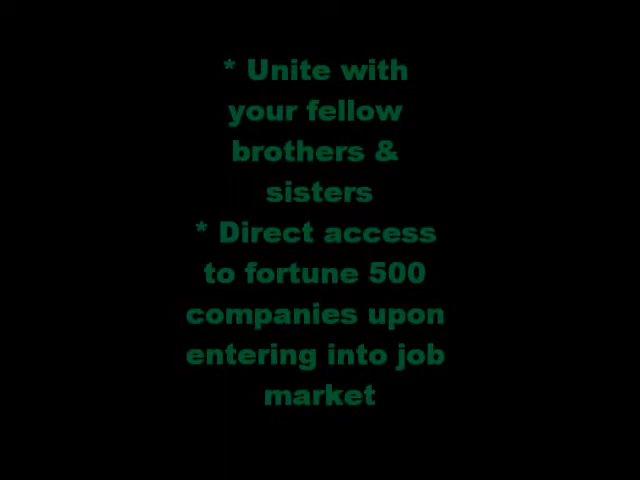 * Unite with
your fellow
brothers &
sisters
* Direct access
to fortune 500
companies upon
entering into job
market